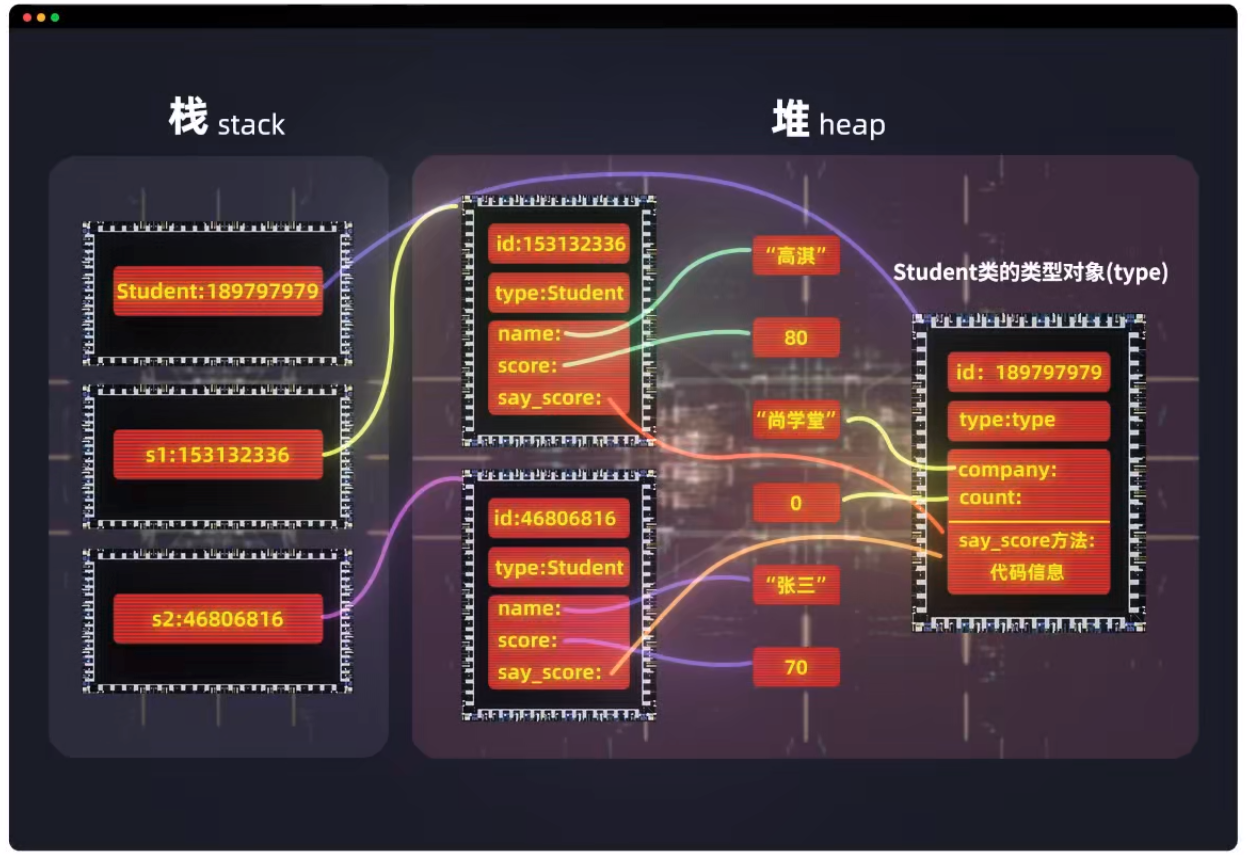 栈 stack
堆 heap
Student:189797979
s1:153132336
s2:46806816
id:153132336
type:Student
name:
score:
say_score:
id:46806816
type:Student
name:
score:
say_score:
“高淇”
80
“尚学堂”
0
“张三”
70
Student类的类型对象(type)
id: 189797979
type:type
company:
count:
say_score方法:
代码信息